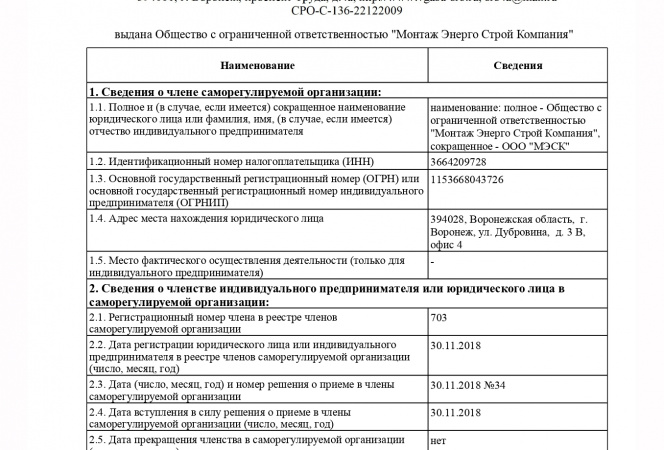 СРО-С-136-22122009
выдана Общество с ограниченной ответственностью "Монтаж Энерго Строй Компания"
Наименование
Сведения
1. Сведения о члене саморегулируемой организации:
1.1. Полное и (в случае, если имеется) сокращенное наименование
юридического лица или фамилия, имя, (в случае, если имеется)
отчество индивидуального предпринимателя
наименование: полное - Общество с
ограниченной ответственностью
"Монтаж Энерго Строй Компания",
сокращенное - ООО "МЭСК"
1.2. Идентификационный номер налогоплательщика (ИНН)
3664209728
1.3. Основной государственный регистрационный номер (ОГРН) или
основной государственный регистрационный номер индивидуального
предпринимателя (ОГРНИП)
1153668043726
1.4. Адрес места нахождения юридического лица
394028, Воронежская область, г.
Воронеж, ул. Дубровина, д. 3 В,
офис 4
1.5. Место фактического осуществления деятельности (только для
индивидуального предпринимателя)
-
2. Сведения о членстве индивидуального предпринимателя или юридического лица в
саморегулируемой организации:
2.1. Регистрационный номер члена в реестре членов
саморегулируемой организации
703
2.2. Дата регистрации юридического лица или индивидуального
предпринимателя в реестре членов саморегулируемой организации
(число, месяц, год)
30.11.2018
2.3. Дата (число, месяц, год) и номер решения о приеме в члены
саморегулируемой организации
30.11.2018 №34
2.4. Дата вступления в силу решения о приеме в члены
саморегулируемой организации (число, месяц, год)
30.11.2018
2.5. Дата прекращения членства в саморегулируемой организации
нет